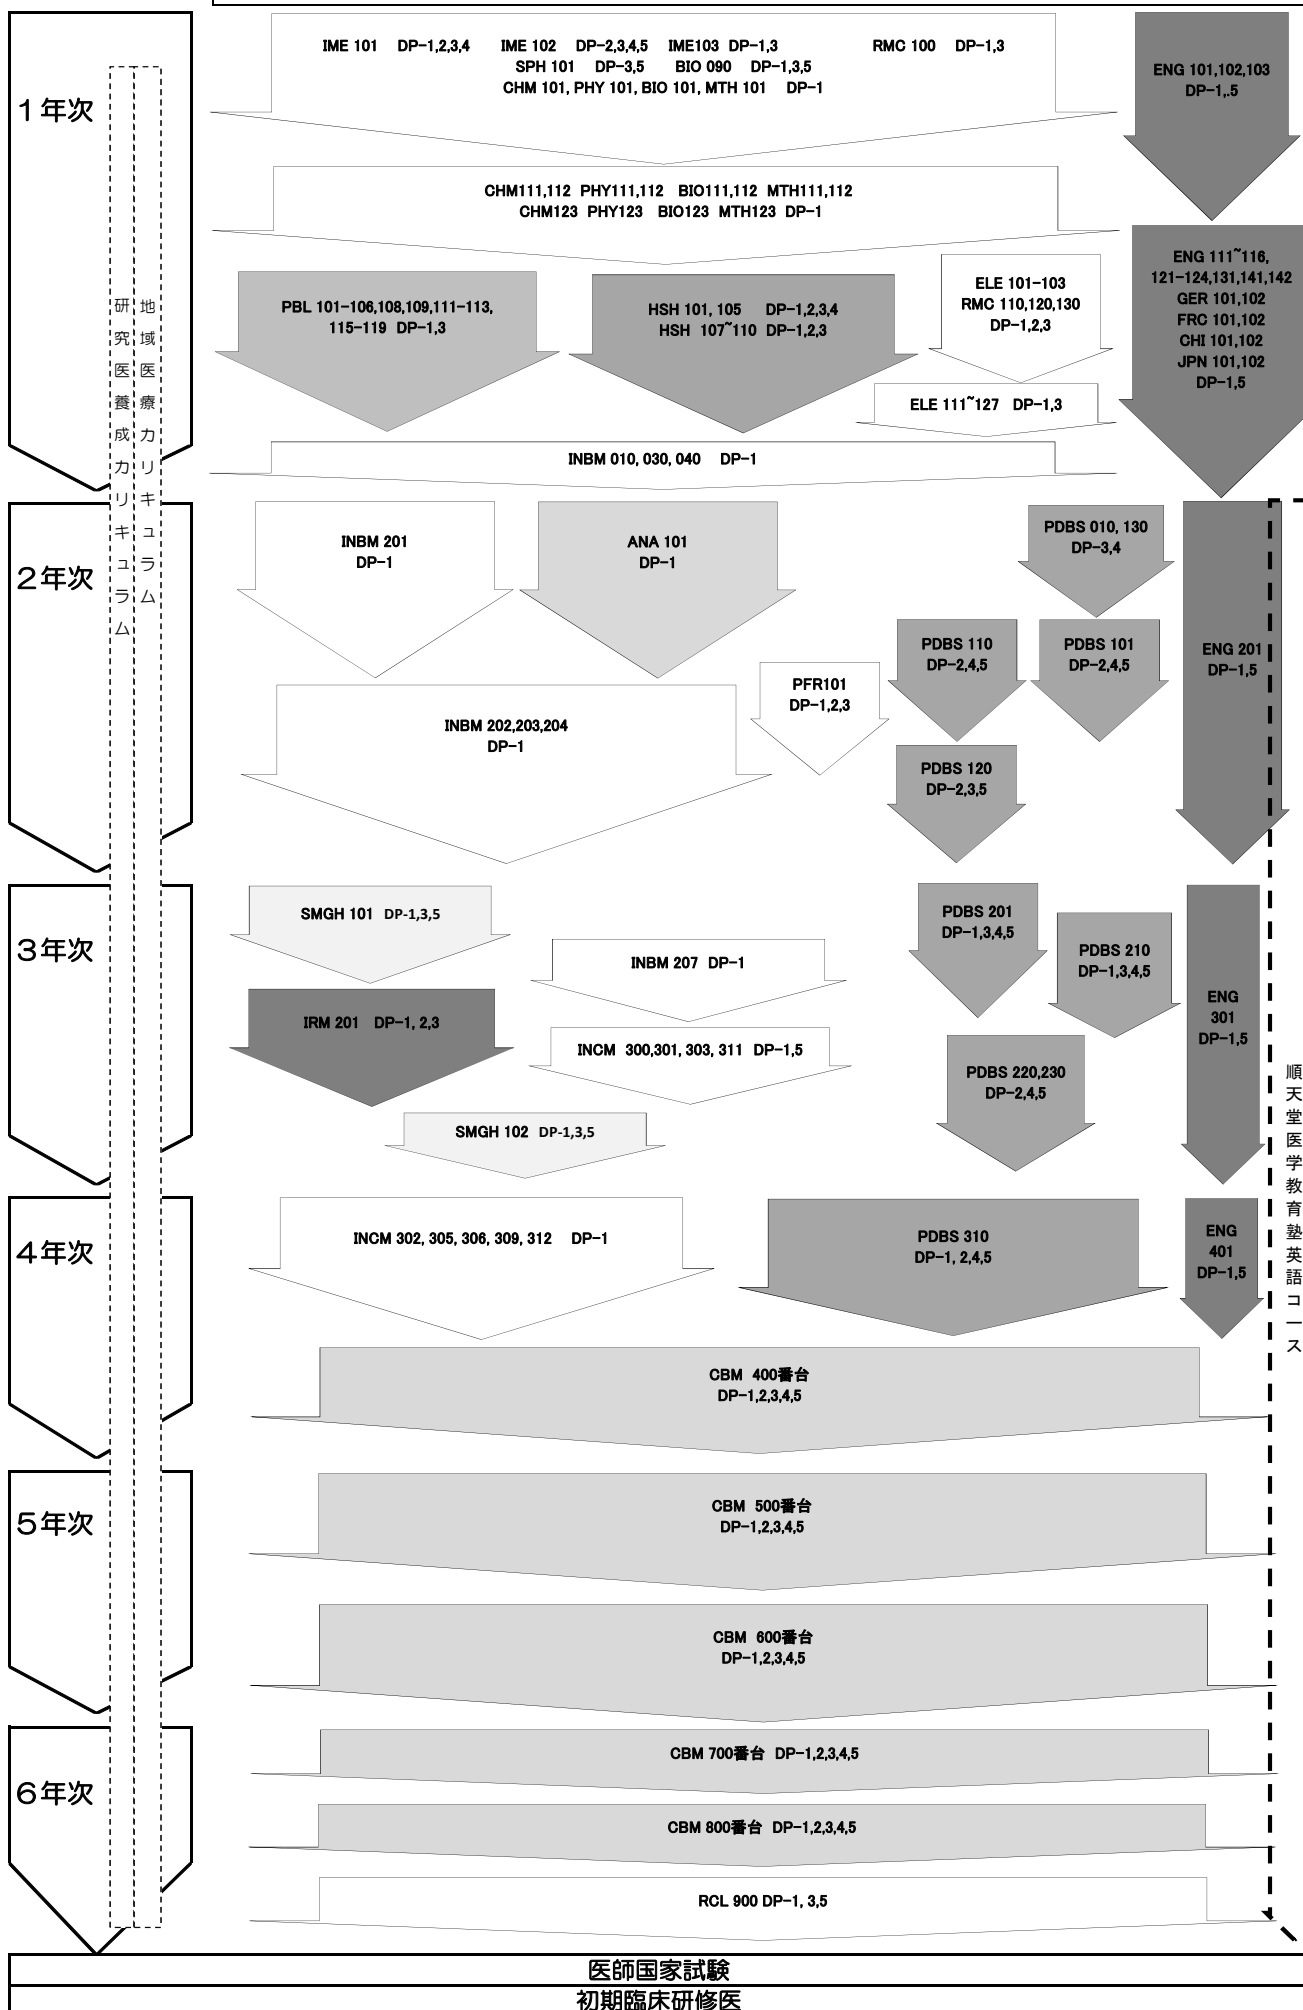 IME 101 DP-1,2,3,4 IME 102 DP-2,3,4,5 IME103 DP-1,3 RMC 100 DP-1,3
SPH 101 DP-3,5 BIO 090 DP-1,3,5
CHM 101, PHY 101, BIO 101, MTH 101 DP-1
ENG 101,102,103
DP-1,.5
1年次
CHM111,112 PHY111,112 BIO111,112 MTH111,112
CHM123 PHY123 BIO123 MTH123 DP-1
ENG 111~116,
121-124,131,141,142
GER 101,102
FRC 101,102
CHI 101,102
JPN 101,102
DP-1,5
PBL 101-106,108,109,111-113,
115-119 DP-1,3
HSH 101, 105 DP-1,2,3,4
HSH 107~110 DP-1,2,3
ELE 101-103
RMC 110,120,130
DP-1,2,3
ELE 111~127 DP-1,3
INBM 010, 030, 040 DP-1
研究医養成カリキュラム
地域医療カリキュラム
2年次
INBM 201
DP-1
ANA 101
DP-1
PDBS 010, 130
DP-3,4
PDBS 110
DP-2,4,5
PDBS 101
DP-2,4,5
ENG 201
DP-1,5
PFR101
DP-1,2,3
INBM 202,203,204
DP-1
PDBS 120
DP-2,3,5
3年次
SMGH 101 DP-1,3,5
INBM 207 DP-1
PDBS 201
DP-1,3,4,5
PDBS 210
DP-1,3,4,5
ENG
301
DP-1,5
IRM 201 DP-1, 2,3
INCM 300,301, 303, 311 DP-1,5
PDBS 220,230
DP-2,4,5
SMGH 102 DP-1,3,5
順天堂医学教育塾英語コース
4年次
INCM 302, 305, 306, 309, 312 DP-1
PDBS 310
DP-1, 2,4,5
ENG
401
DP-1,5
CBM 400番台
DP-1,2,3,4,5
5年次
CBM 500番台
DP-1,2,3,4,5
CBM 600番台
DP-1,2,3,4,5
6年次
CBM 700番台 DP-1,2,3,4,5
CBM 800番台 DP-1,2,3,4,5
RCL 900 DP-1, 3,5
医師国家試験
初期臨床研修医